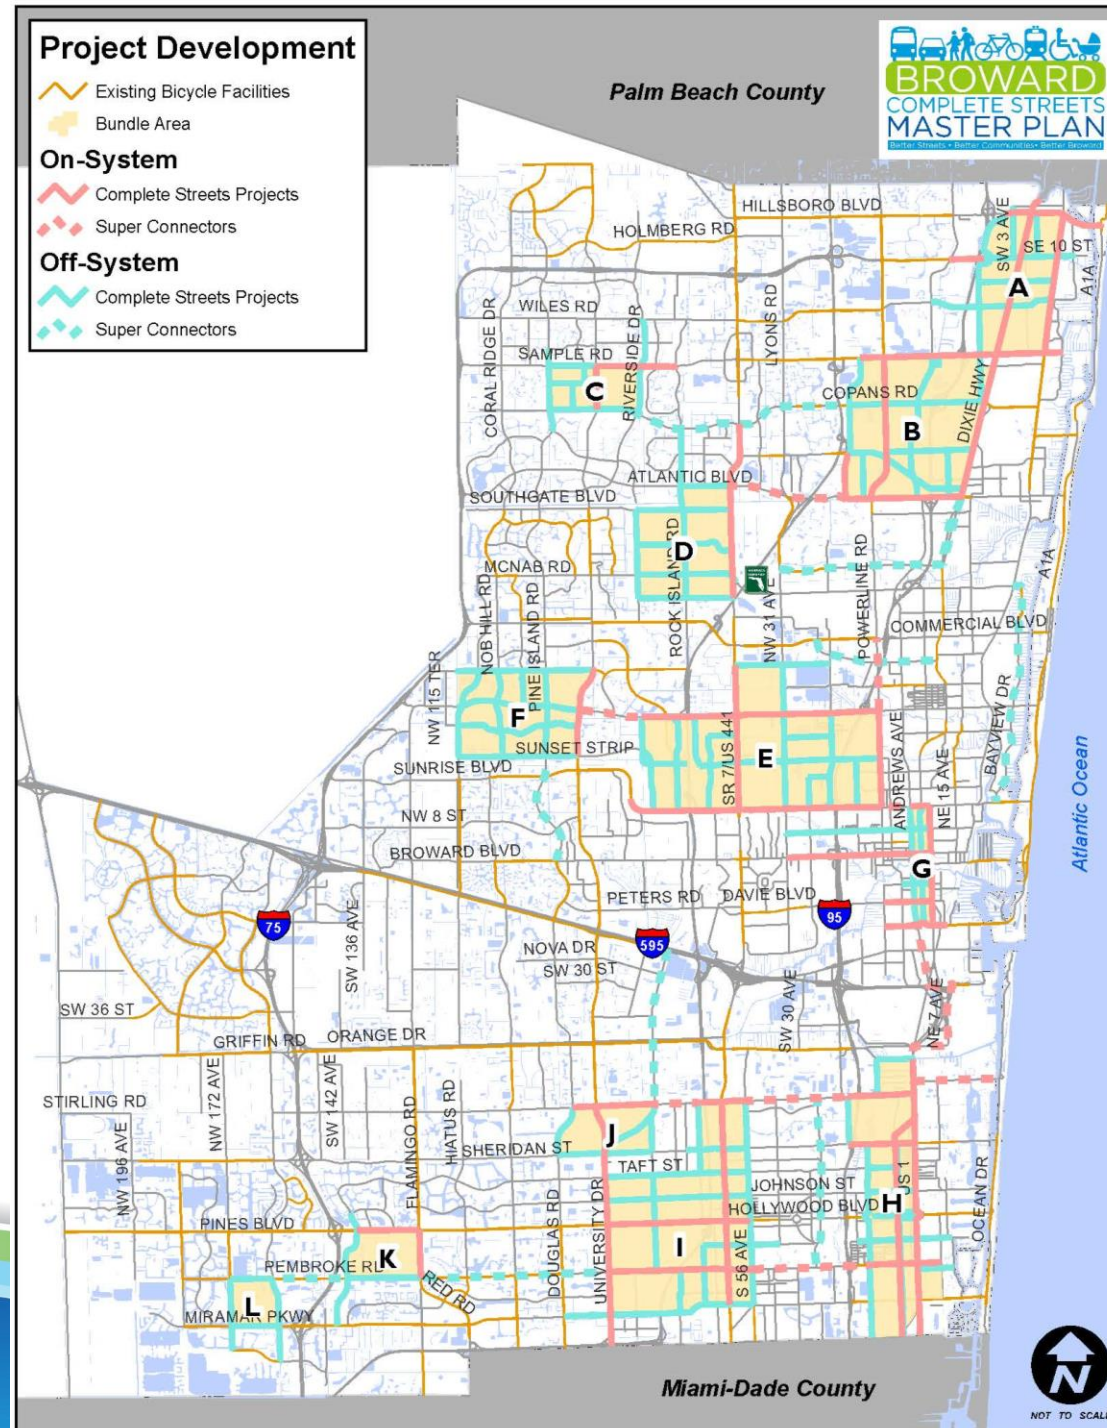 Project Development
Existing Bicycle Facilities
Bundle Area
On-System
Complete Streets Projects
Super Connectors
Off-System
Complete Streets Projects
Super Connectors
BROWARD
COMPLETE STREETS
MASTER PLAN
Better Streets • Better Communities • Better Broward
Palm Beach County
HILLSBORO BLVD
HOLMBERG RD
SW 3 AVE
SE 10 ST
A1A
A
WILES RD
CORAL RIDGE DR
RIVERSIDE DR
LYONS RD
SAMPLE RD
C
COPANS RD
DIXIE HWY
B
ATLANTIC BLVD
SOUTHGATE BLVD
D
ROCK ISLAND RD
MCNAB RD
NOB HILL RD
PINE ISLAND RD
NW 31 AVE
POWERLINE RD
A1A
COMMERCIAL BLVD
NW 115 TER
F
SUNSET STRIP
SUNRISE BLVD
SR 7/US 441
E
ANDREWS AVE
NE 15 AVE
BAYVIEW DR
Atlantic Ocean
NW 8 ST
BROWARD BLVD
G
PETERS RD
DAVIE BLVD
75
SW 136 AVE
595
95
NOVA DR
SW 30 ST
SW 30 AVE
NE 7 AVE
SW 36 ST
GRIFFIN RD
ORANGE DR
STIRLING RD
NW 172 AVE
SW 142 AVE
FLAMINGO RD
HIATUS RD
J
SHERIDAN ST
TAFT ST
NW 196 AVE
JOHNSON ST
HOLLYWOOD BLVD
US 1
H
OCEAN DR
PINES BLVD
DOUGLAS RD
UNIVERSITY DR
I
S 56 AVE
K
PEMBROKE RD
RED RD
L
MIRAMAR PKWY
Miami-Dade County
N
NOT TO SCALE